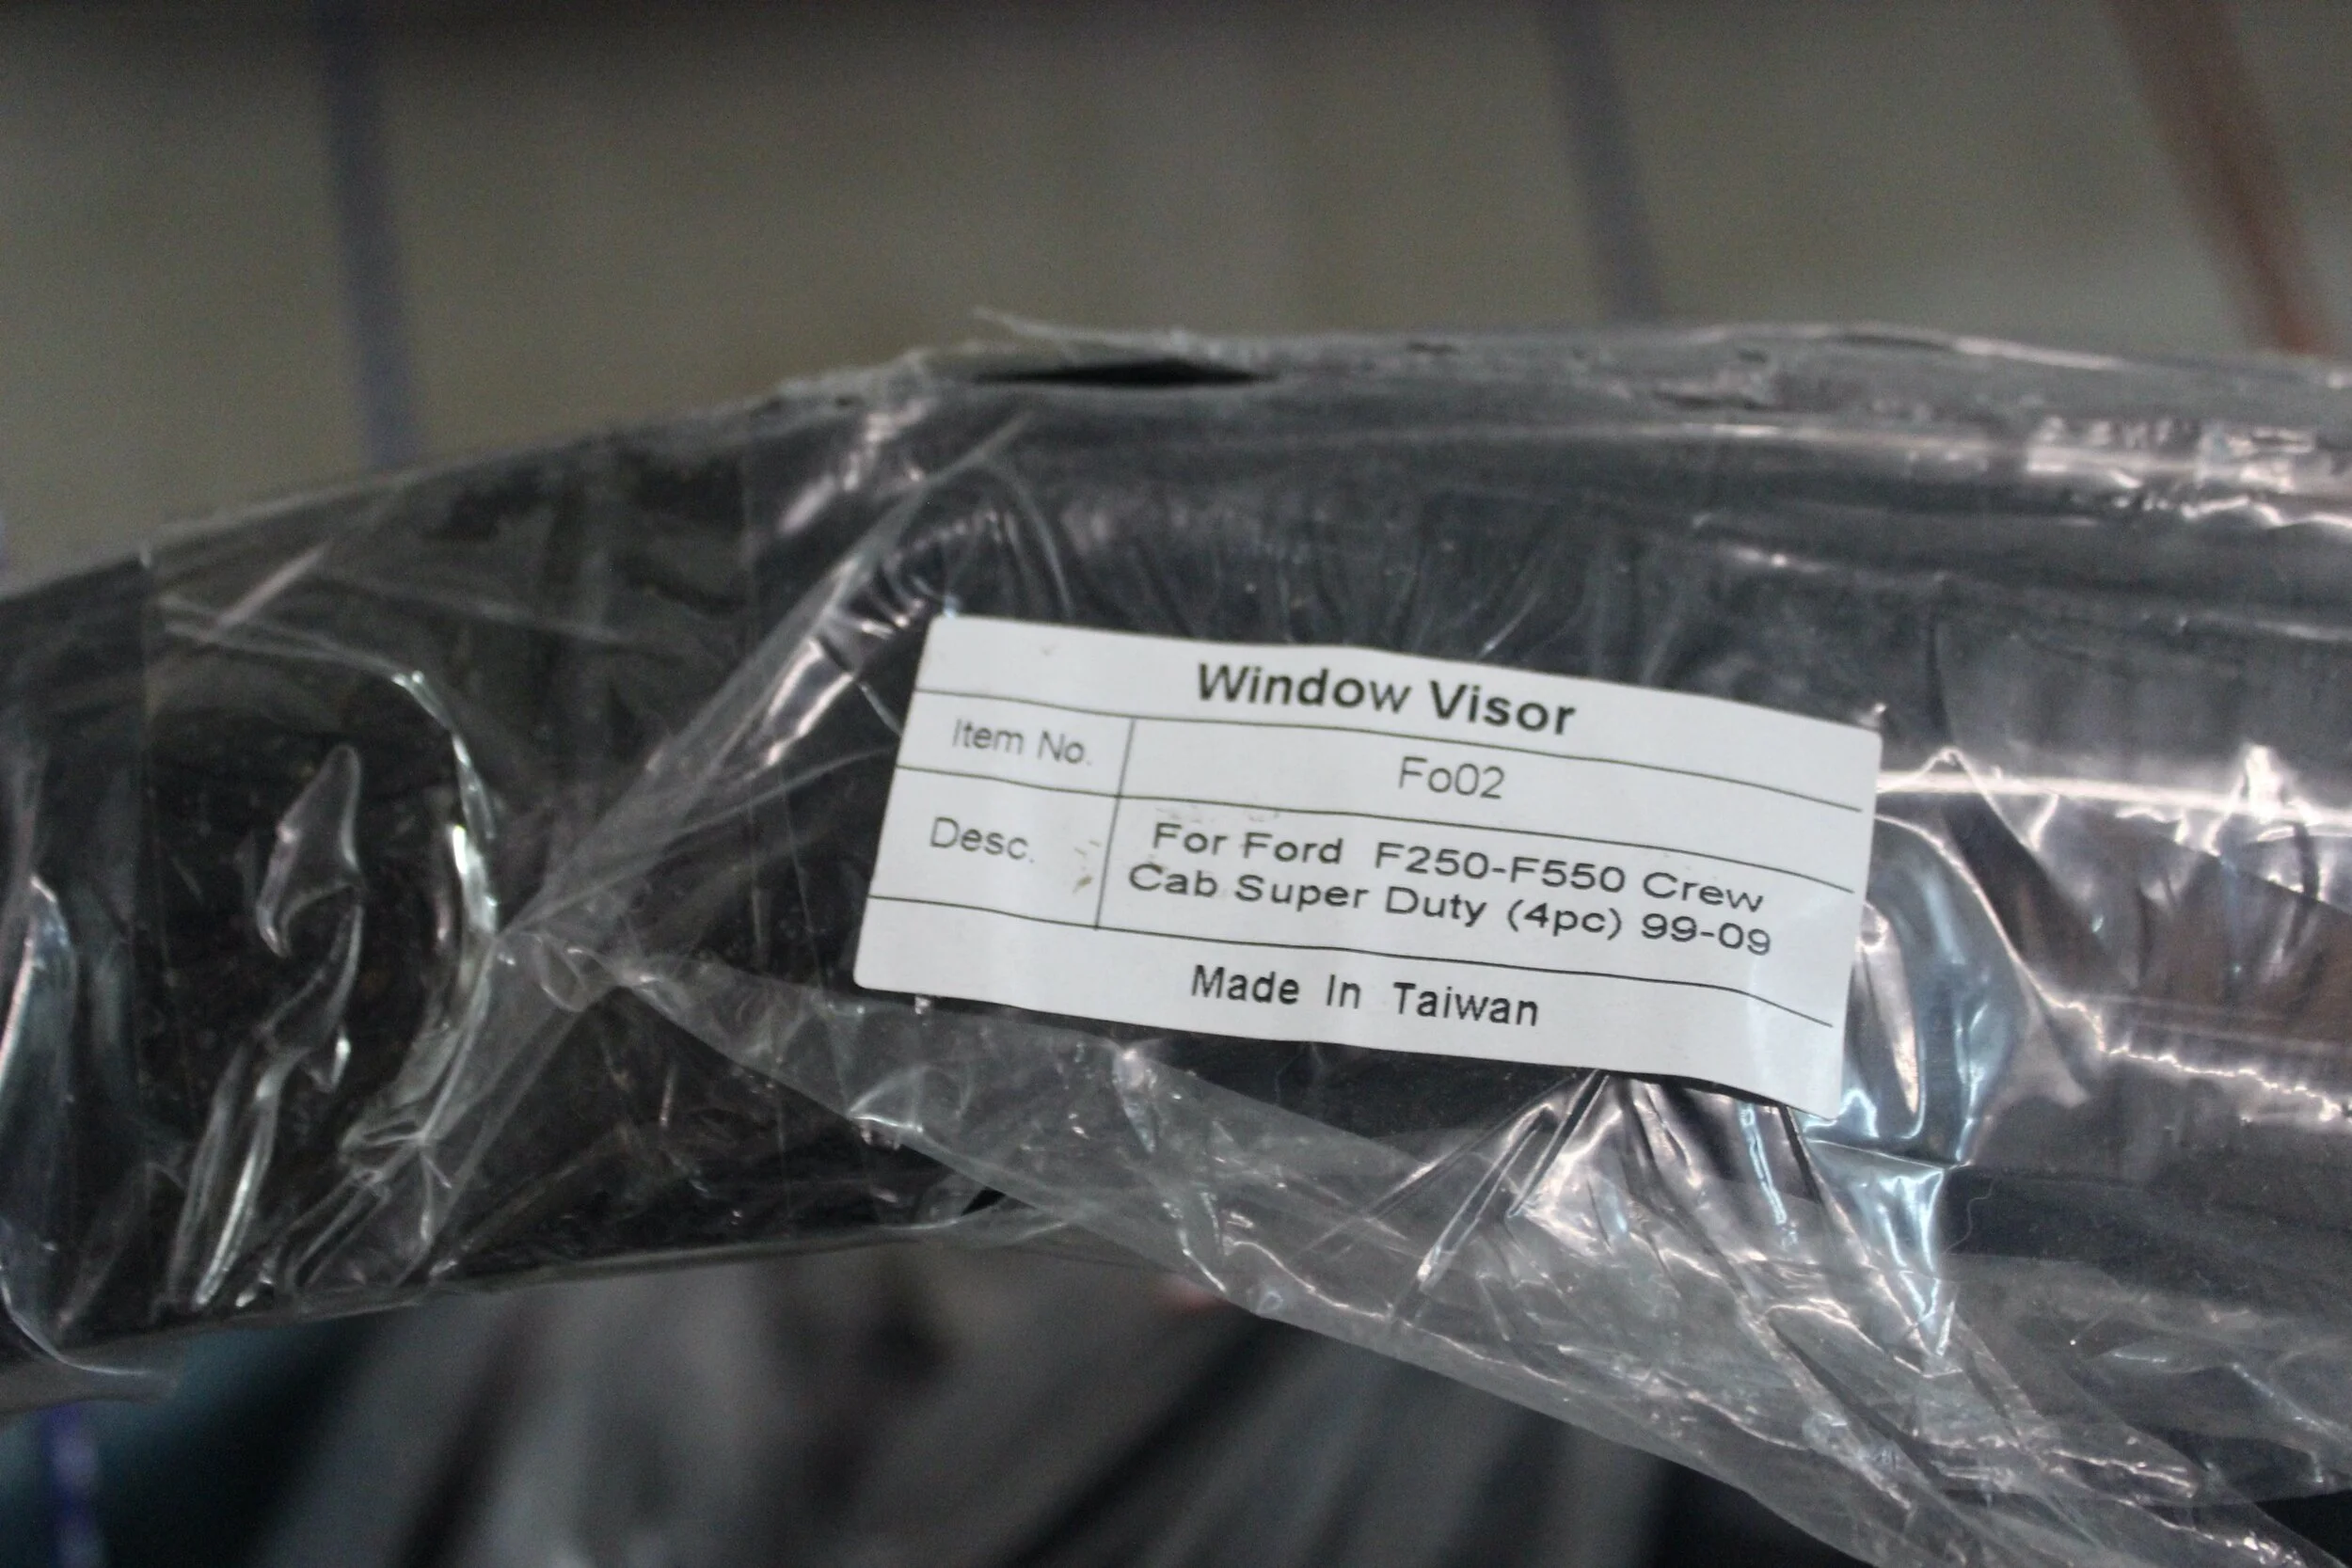 Window Visor
Item No. Fo02
Desc. For Ford F250-F550 Crew
Cab Super Duty (4pc) 99-09
Made In Taiwan